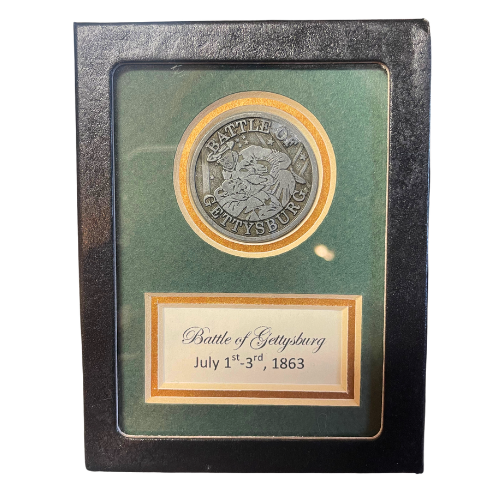 BATTLE OF
GETTYSBURG
Battle of Gettysburg
July 1st-3rd, 1863